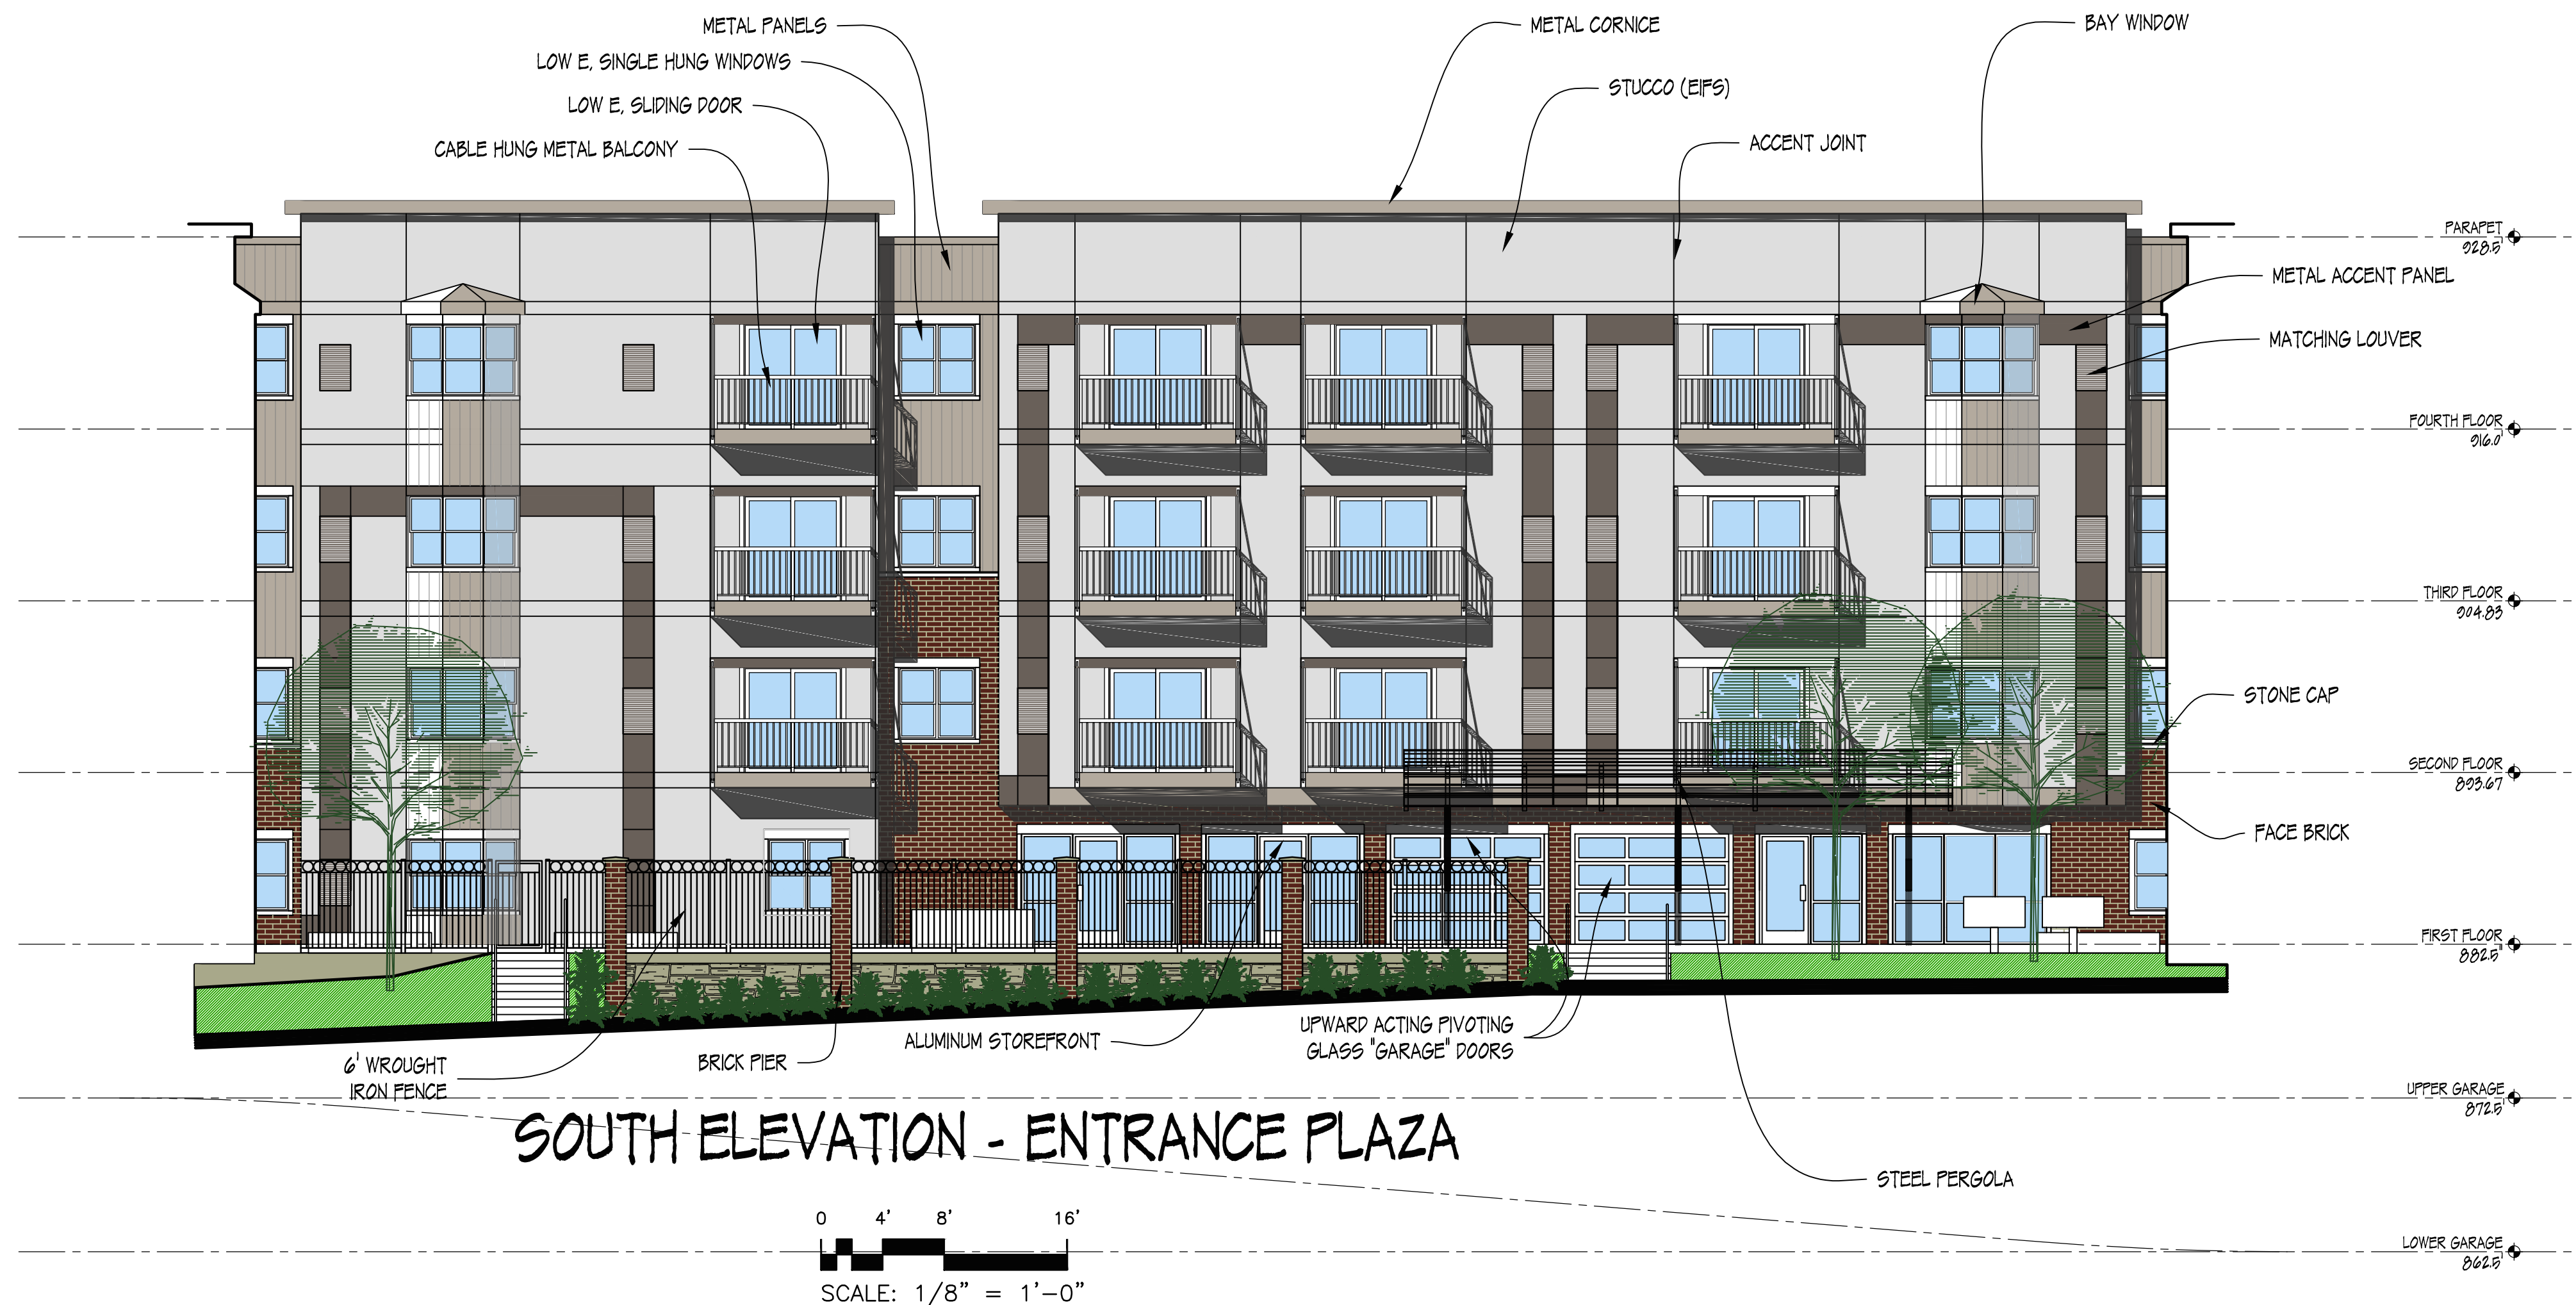 METAL PANELS
METAL CORNICE
BAY WINDOW
LOW E, SINGLE HUNG WINDOWS
STUCCO (EIFS)
LOW E, SLIDING DOOR
CABLE HUNG METAL BALCONY
ACCENT JOINT
PARAPET
928.5'
METAL ACCENT PANEL
MATCHING LOUVER
FOURTH FLOOR
916.0'
THIRD FLOOR
904.83
STONE CAP
SECOND FLOOR
893.67
FACE BRICK
FIRST FLOOR
882.5'
UPWARD ACTING PIVOTING
GLASS "GARAGE" DOORS
ALUMINUM STOREFRONT
BRICK PIER
6' WROUGHT
IRON FENCE
UPPER GARAGE
872.5'
SOUTH ELEVATION - ENTRANCE PLAZA
STEEL PERGOLA
0 4' 8' 16'
LOWER GARAGE
862.5'
SCALE: 1/8" = 1'-0"